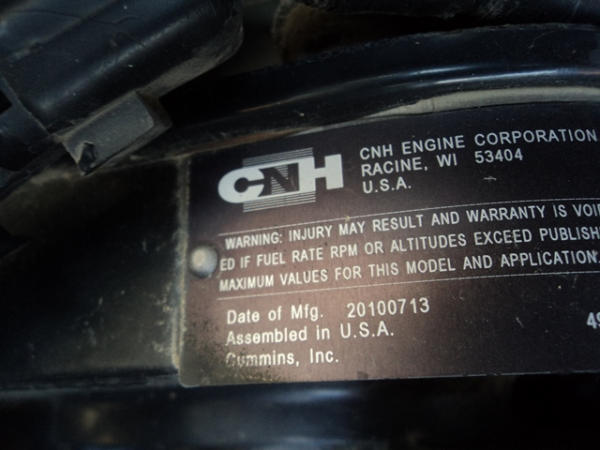 CNH
CNH ENGINE CORPORATION
RACINE, WI 53404
U.S.A.
WARNING: INJURY MAY RESULT AND WARRANTY IS VOI
ED IF FUEL RATE RPM OR ALTITUDES EXCEED PUBLISH
MAXIMUM VALUES FOR THIS MODEL AND APPLICATION.
Date of Mfg. 20100713
Assembled in U.S.A.
Cummins, Inc.